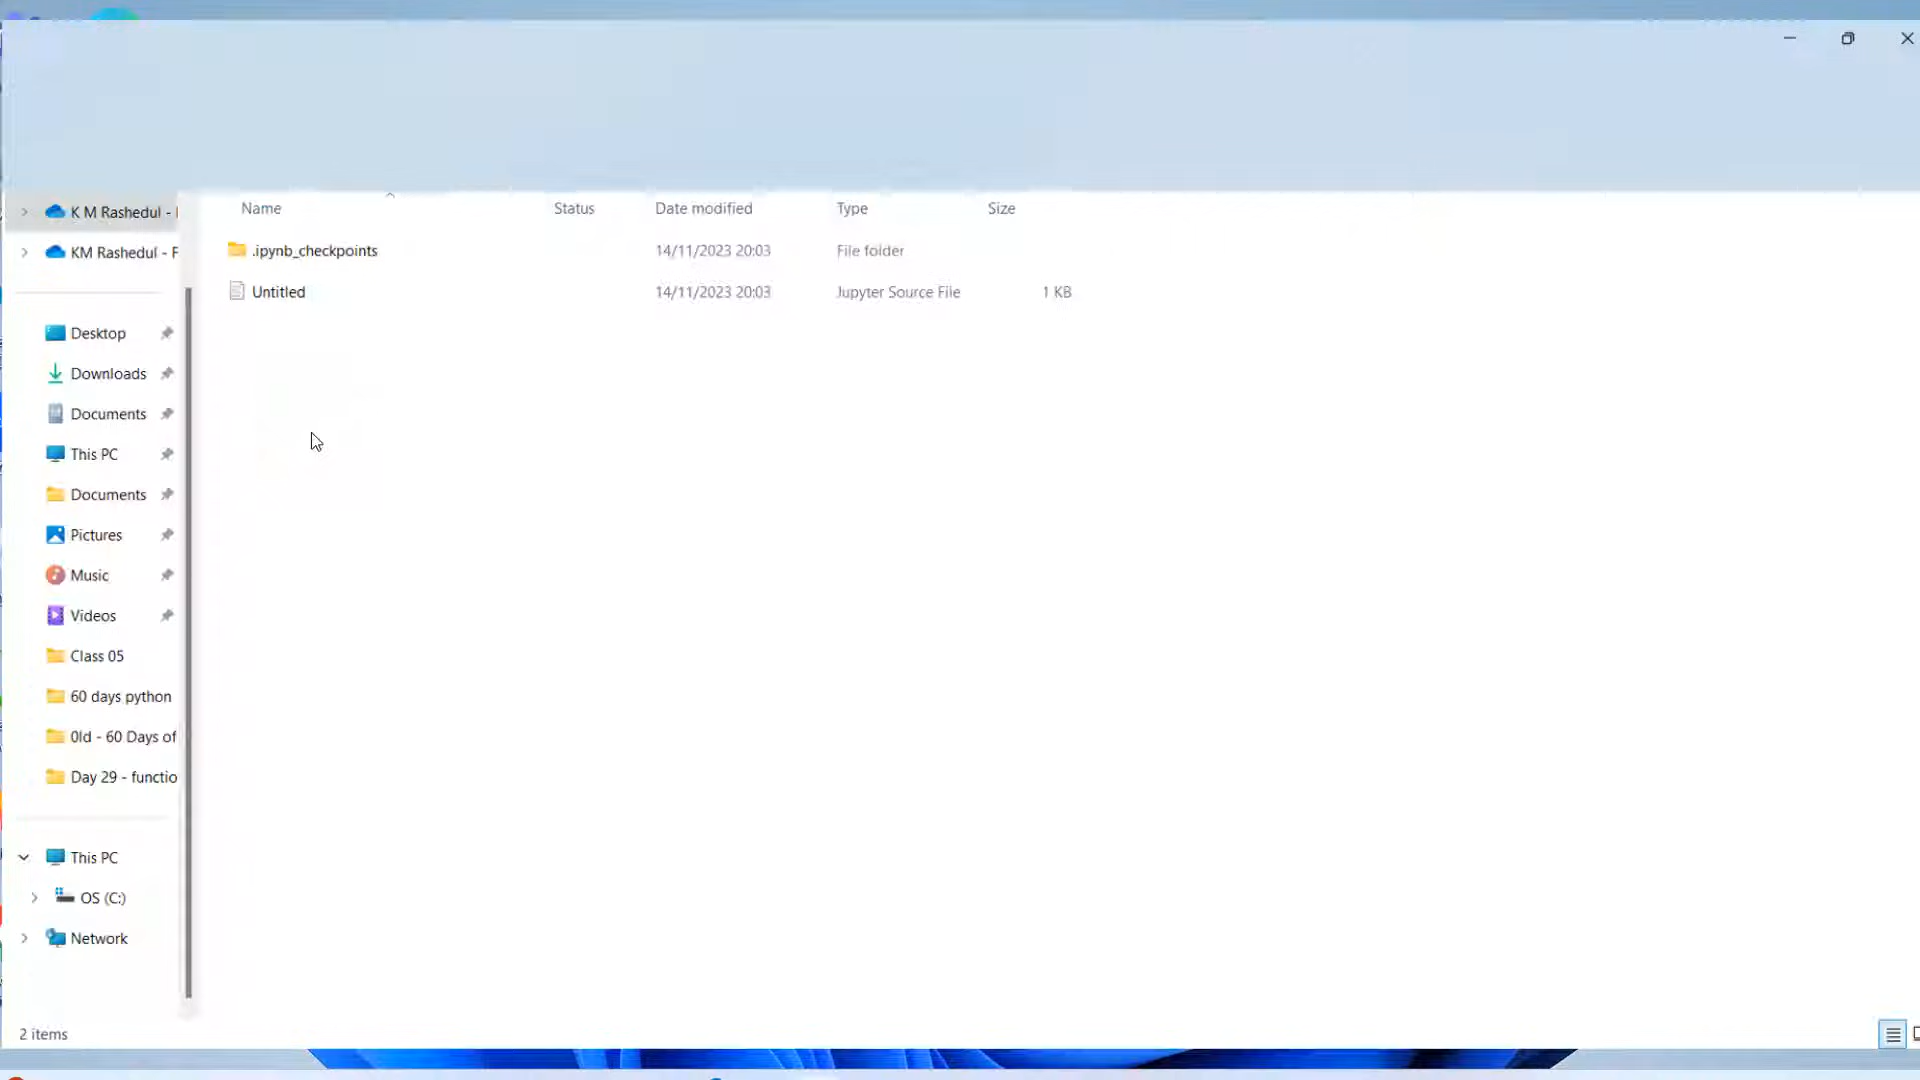 Name Status Date modified Type Size
.ipynb_checkpoints 14/11/2023 20:03 File folder
Untitled 14/11/2023 20:03 Jupyter Source File 1 KB
K M Rashedul -
KM Rashedul - F
Desktop
Downloads
Documents
This PC
Documents
Pictures
Music
Videos
Class 05
60 days python
0ld - 60 Days of
Day 29 - functio
This PC
OS (C:)
Network
2 items